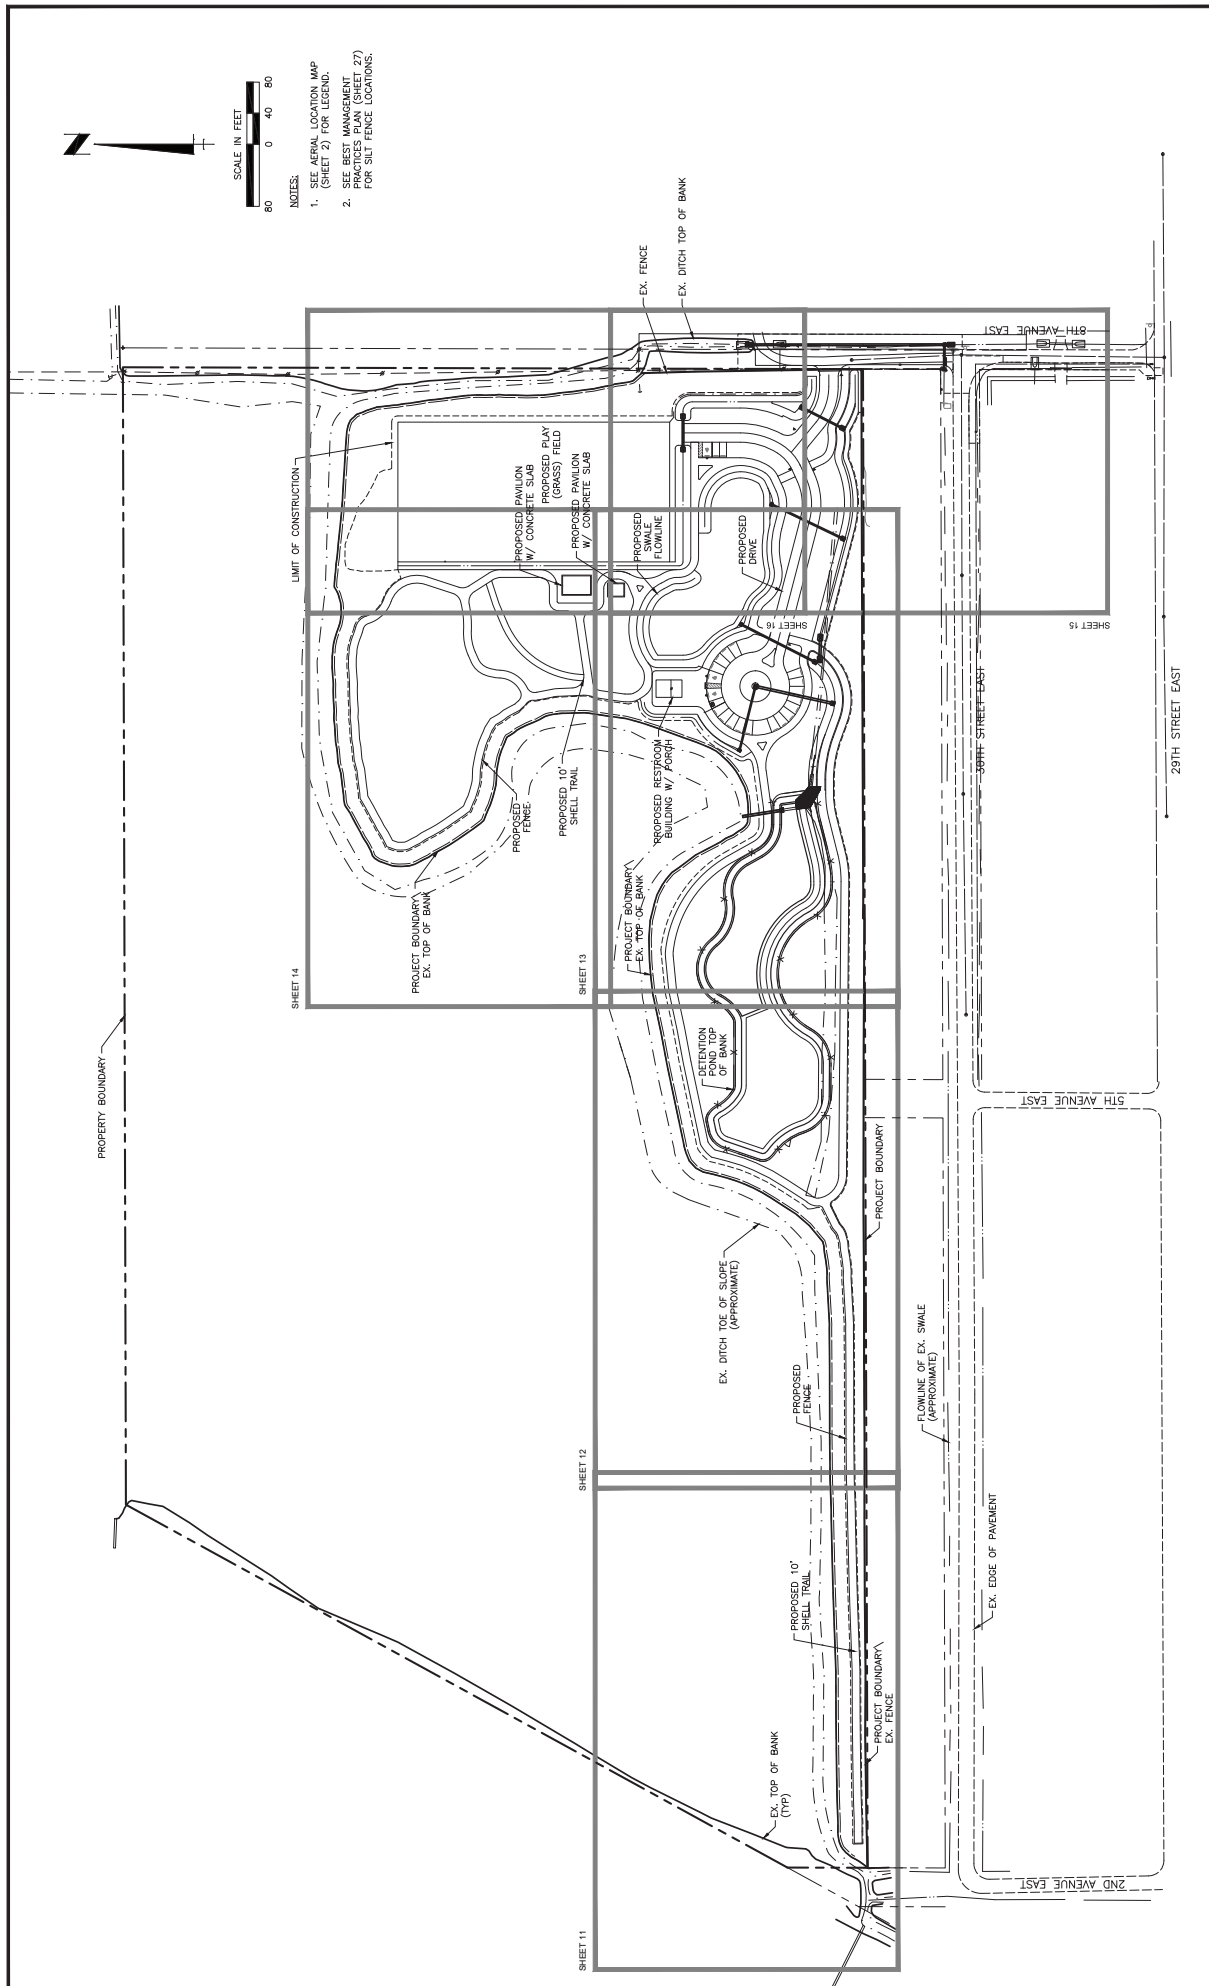 SCALE IN FEET
80 0 40 80
NOTES:
1. SEE AERIAL LOCATION MAP
(SHEET 2) FOR LEGEND.
2. SEE BEST MANAGEMENT
PRACTICES PLAN (SHEET 27)
FOR SILT FENCE LOCATIONS.
PROPERTY BOUNDARY
SHEET 14
LIMIT OF CONSTRUCTION
PROJECT BOUNDARY
EX. TOP OF BANK
PROPOSED
FENCE
PROPOSED 10'
SHELL TRAIL
PROPOSED PAVILION
W/ CONCRETE SLAB
PROPOSED PLAY
(GRASS) FIELD
PROPOSED PAVILION
W/ CONCRETE SLAB
EX. FENCE
EX. DITCH TOP OF BANK
SHEET 13
PROJECT BOUNDARY\
EX. TOP OF BANK
PROPOSED RESTROOM
BUILDING W/ PORCH
PROPOSED
SWALE
FLOWLINE
PROPOSED
DRIVE
SHEET 16
DETENTION
POND TOP
OF BANK
EX. DITCH TOE OF SLOPE
(APPROXIMATE)
SHEET 12
PROPOSED
FENCE
PROJECT BOUNDARY
SHEET 11
EX. TOP OF BANK
(TYP)
PROPOSED 10'
SHELL TRAIL
PROJECT BOUNDARY\
EX. FENCE
FLOWLINE OF EX. SWALE
(APPROXIMATE)
EX. EDGE OF PAVEMENT
2ND AVENUE EAST
5TH AVENUE EAST
8TH AVENUE EAST
SHEET 15
30TH STREET EAST
29TH STREET EAST